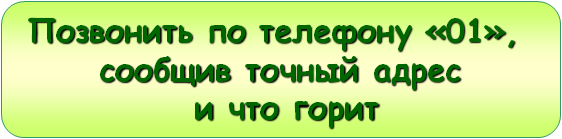 Позвонить по телефону «01»,
сообщив точный адрес
и что горит